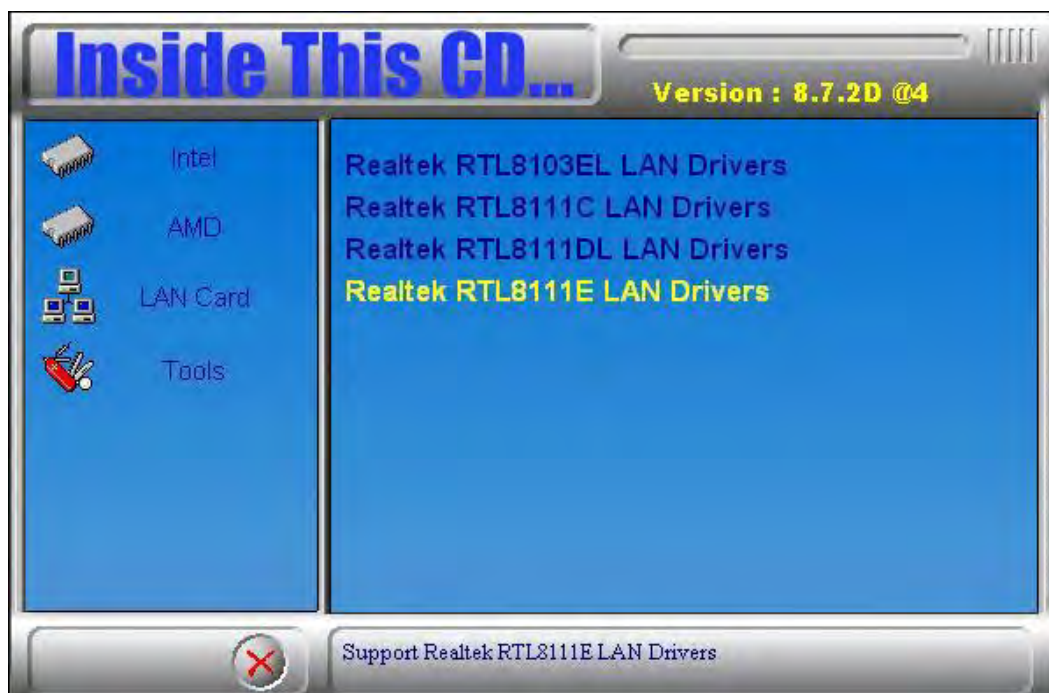 Inside This CD...
Version : 8.7.2D @4
Intel
AMD
LAN Card
Tools
Realtek RTL8103EL LAN Drivers
Realtek RTL8111C LAN Drivers
Realtek RTL8111DL LAN Drivers
Realtek RTL8111E LAN Drivers
Support Realtek RTL8111E LAN Drivers